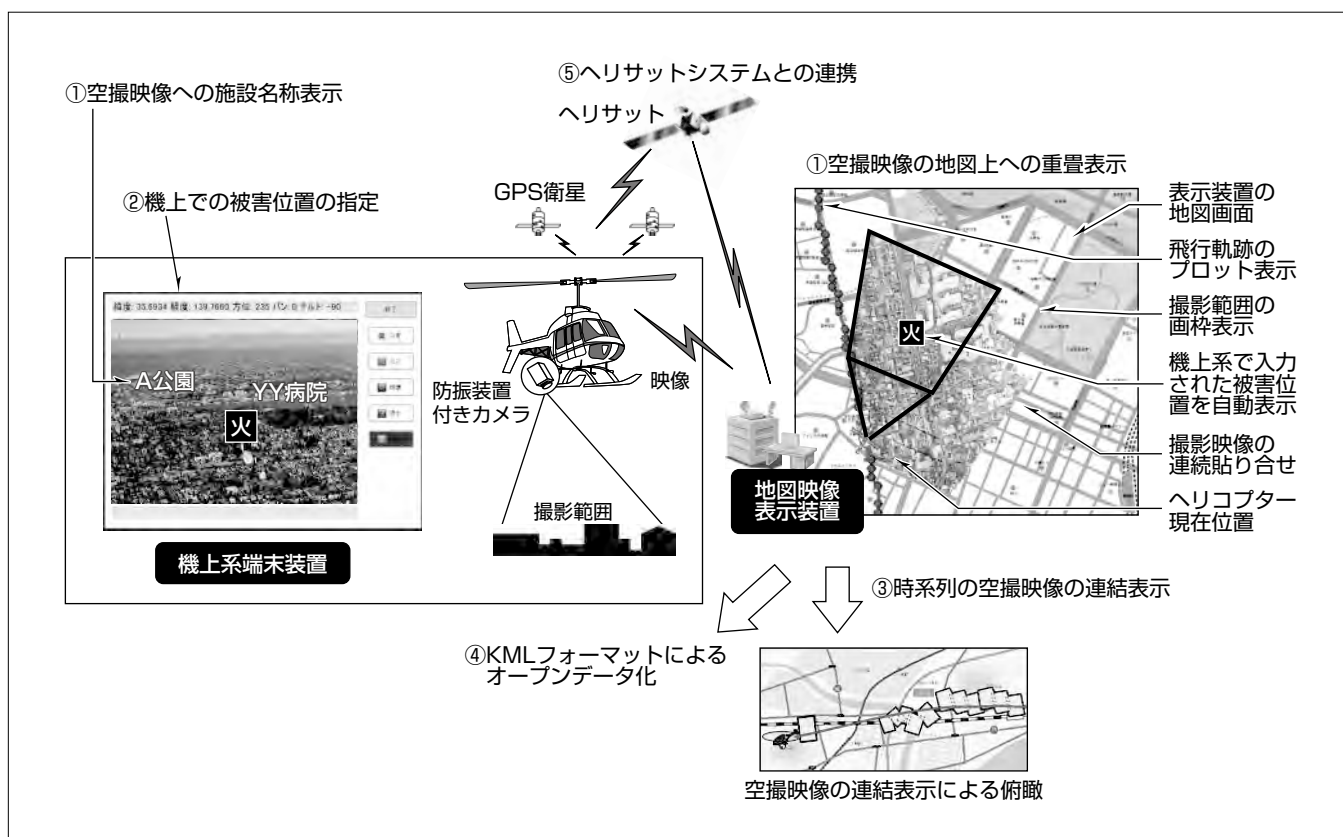 ⑤ヘリサットシステムとの連携
①空撮映像への施設名称表示
ヘリサット
①空撮映像の地図上への重畳表示
GPS衛星
②機上での被害位置の指定
表示装置の
地図画面
飛行軌跡の
プロット表示
撮影範囲の
画枠表示
機上系で入力
された被害位
置を自動表示
撮影映像の
連続貼り合せ
ヘリコプター
現在位置
火
A公園
YY病院
火
防振装置
付きカメラ
映像
撮影範囲
機上系端末装置
地図映像
表示装置
③時系列の空撮映像の連結表示
④KMLフォーマットによる
オープンデータ化
空撮映像の連結表示による俯瞰